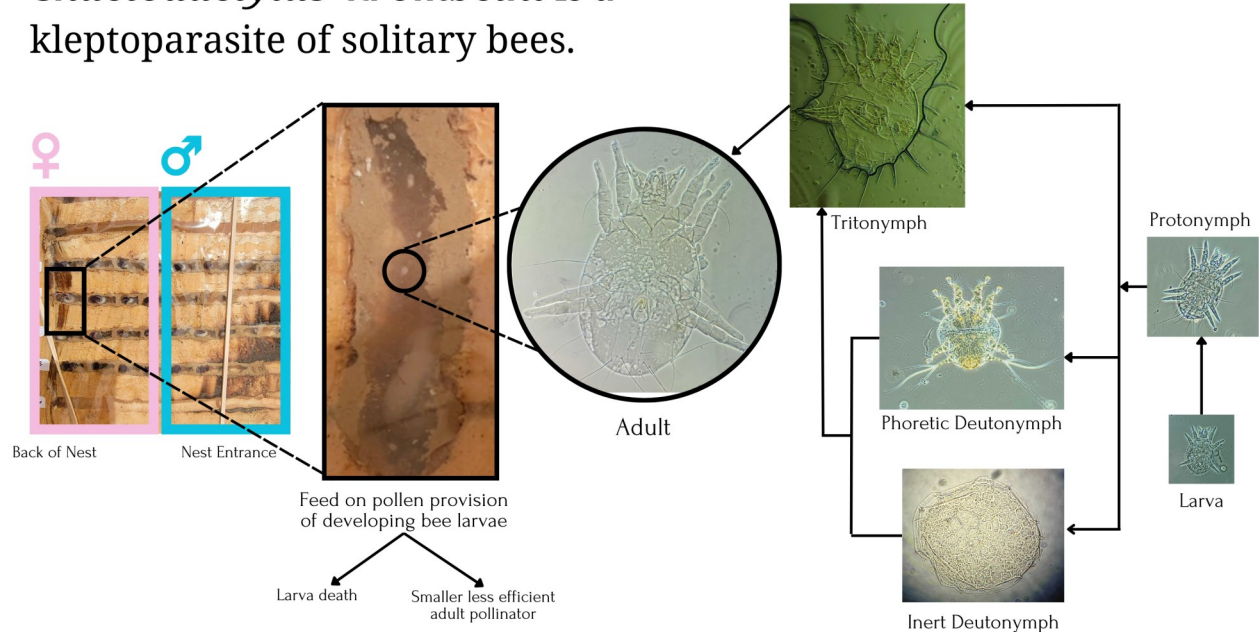 kleptoparasite of solitary bees.
♀
♂
Back of Nest
Nest Entrance
Feed on pollen provision
of developing bee larvae
Larva death
Smaller less efficient
adult pollinator
Adult
Tritonymph
Phoretic Deutonymph
Inert Deutonymph
Protonymph
Larva